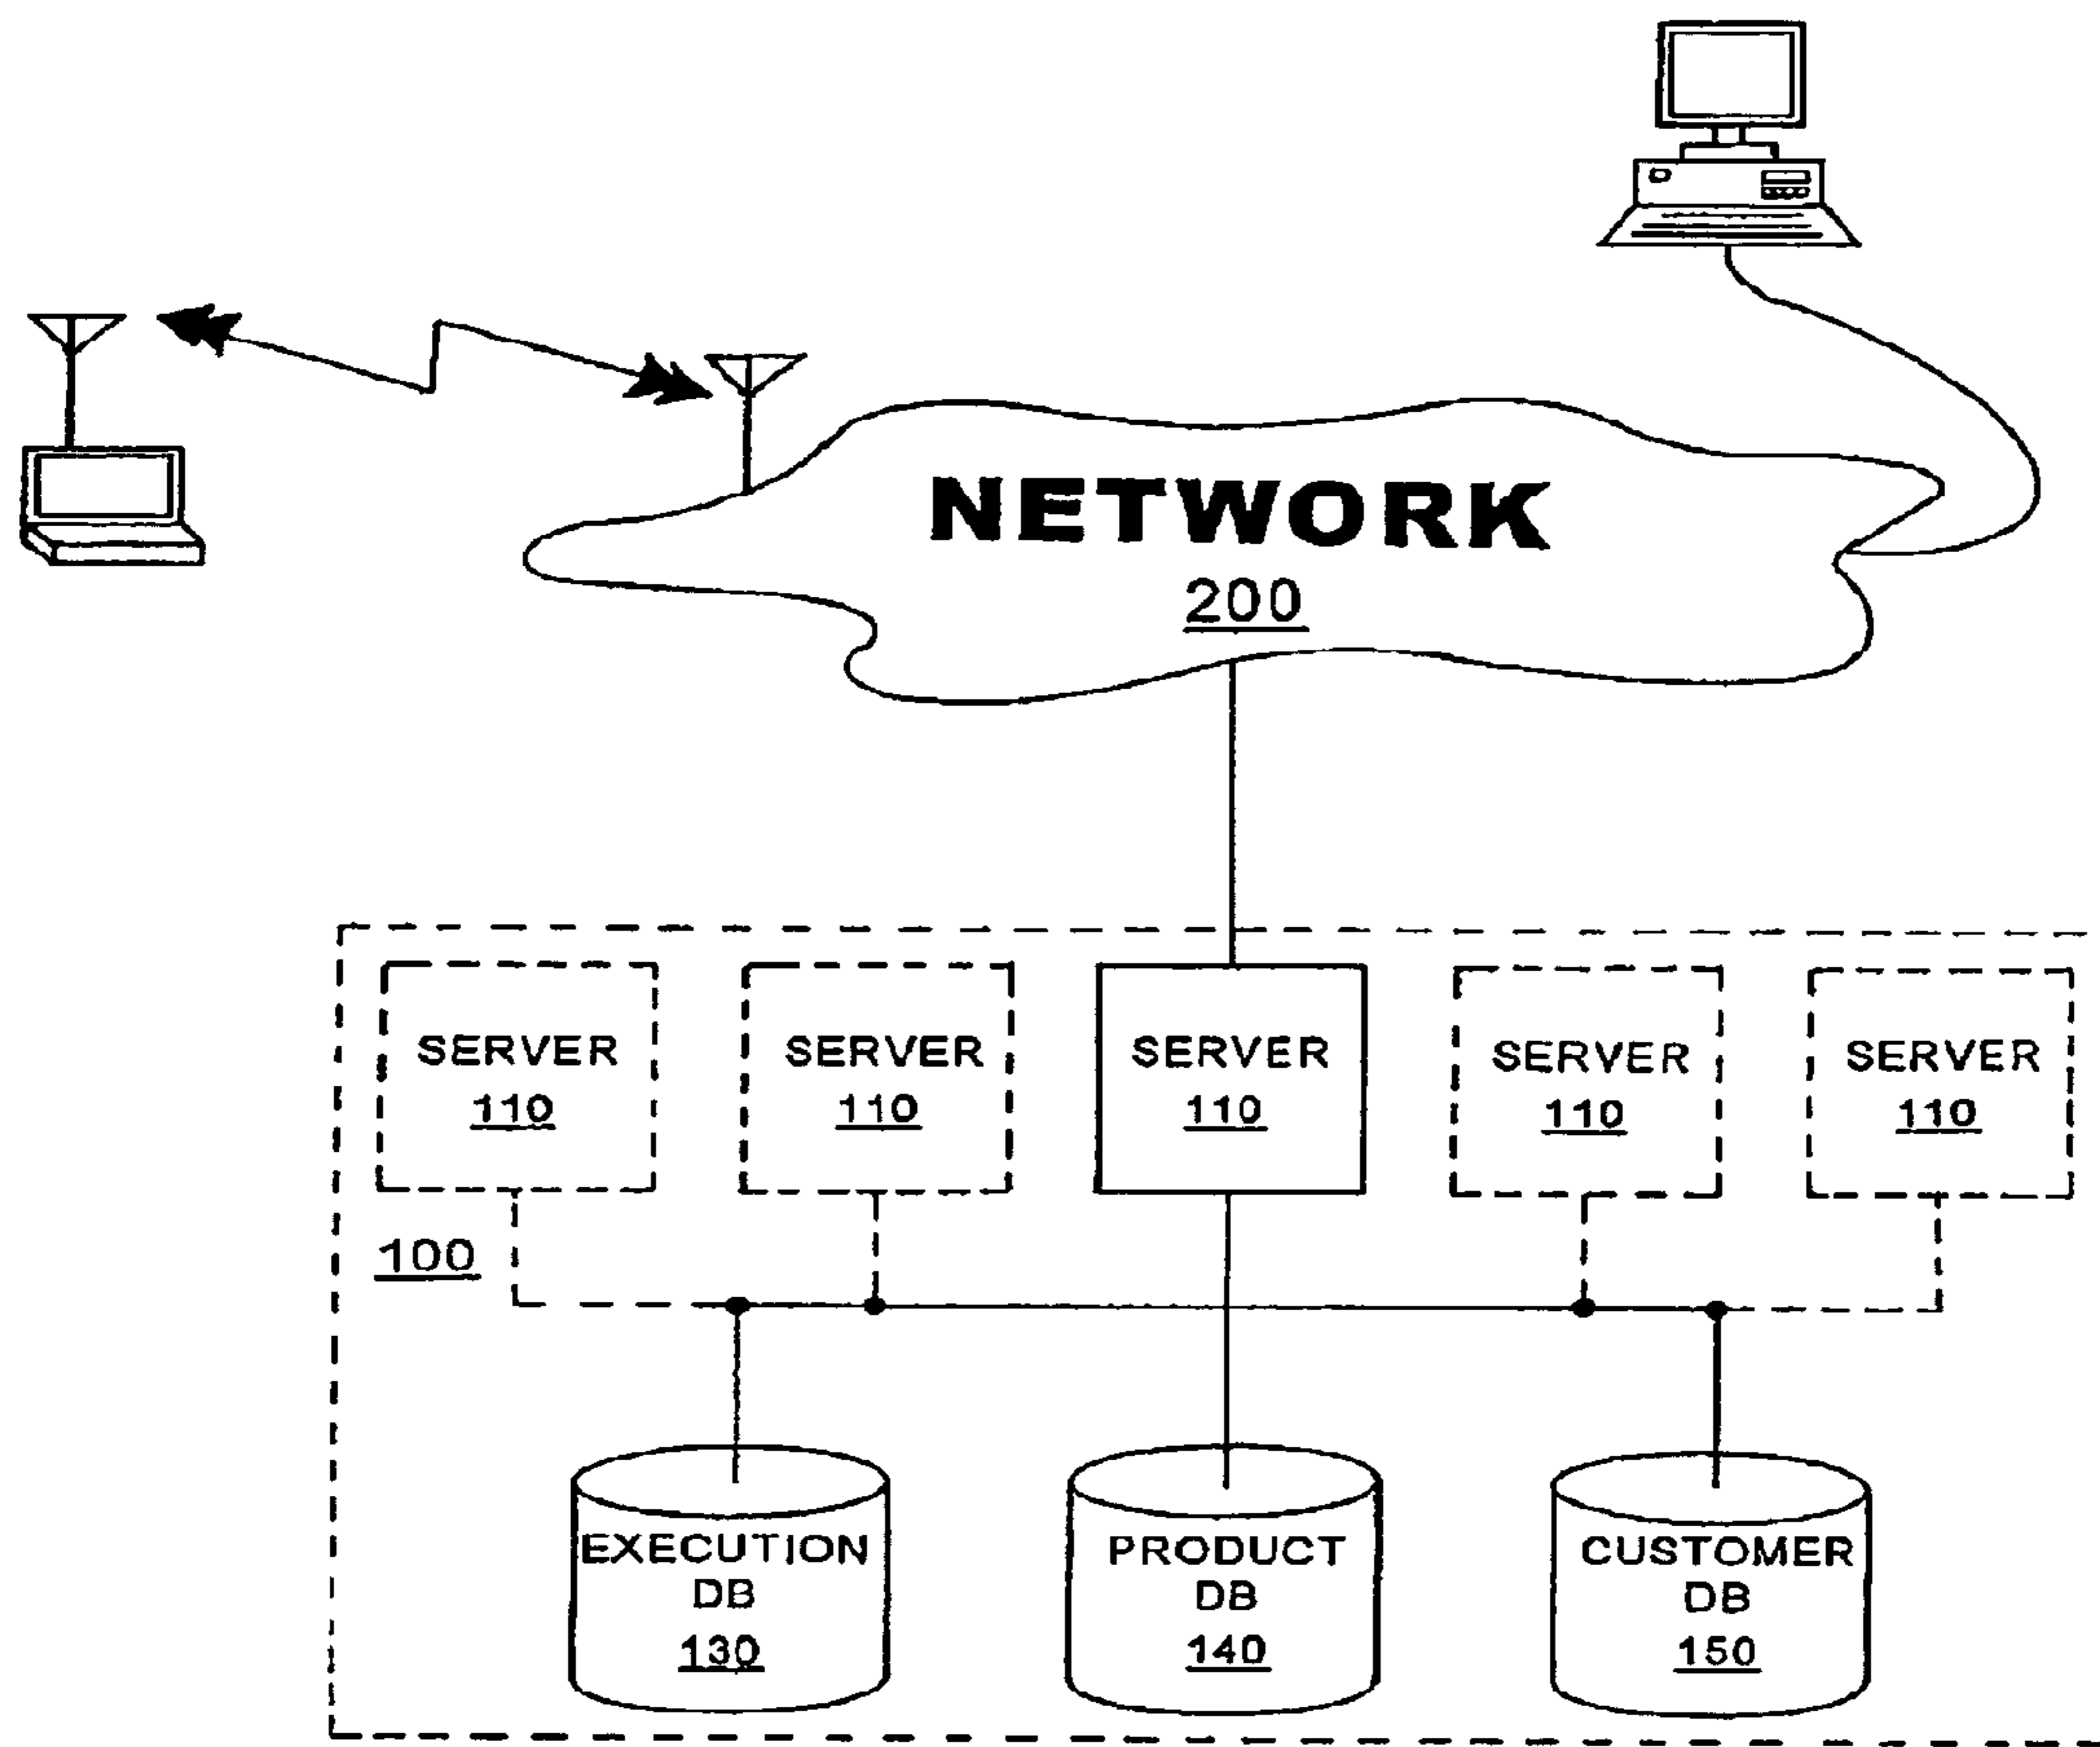 NETWORK
200
SERVER
110
SERVER
110
SERVER
110
SERVER
110
SERVER
110
100
EXECUTION
DB
130
PRODUCT
DB
140
CUSTOMER
DB
150